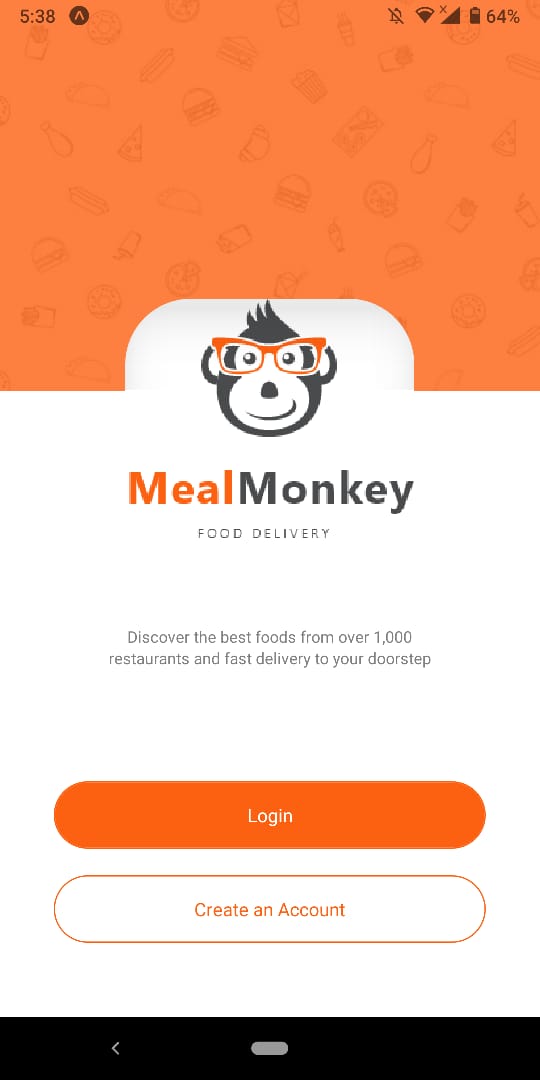 5:38 64%
MealMonkey
FOOD DELIVERY
Discover the best foods from over 1,000
restaurants and fast delivery to your doorstep
Login
Create an Account